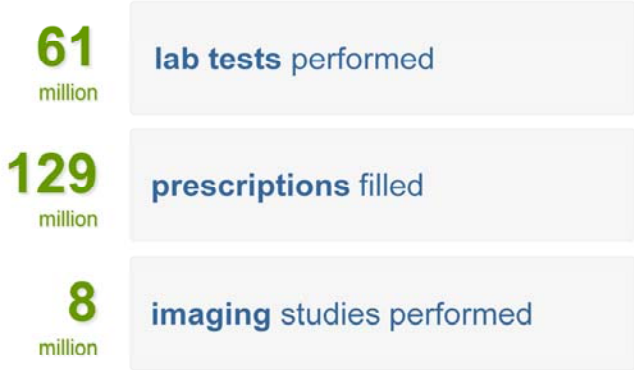 61
million
lab tests performed
129
million
prescriptions filled
8
million
imaging studies performed